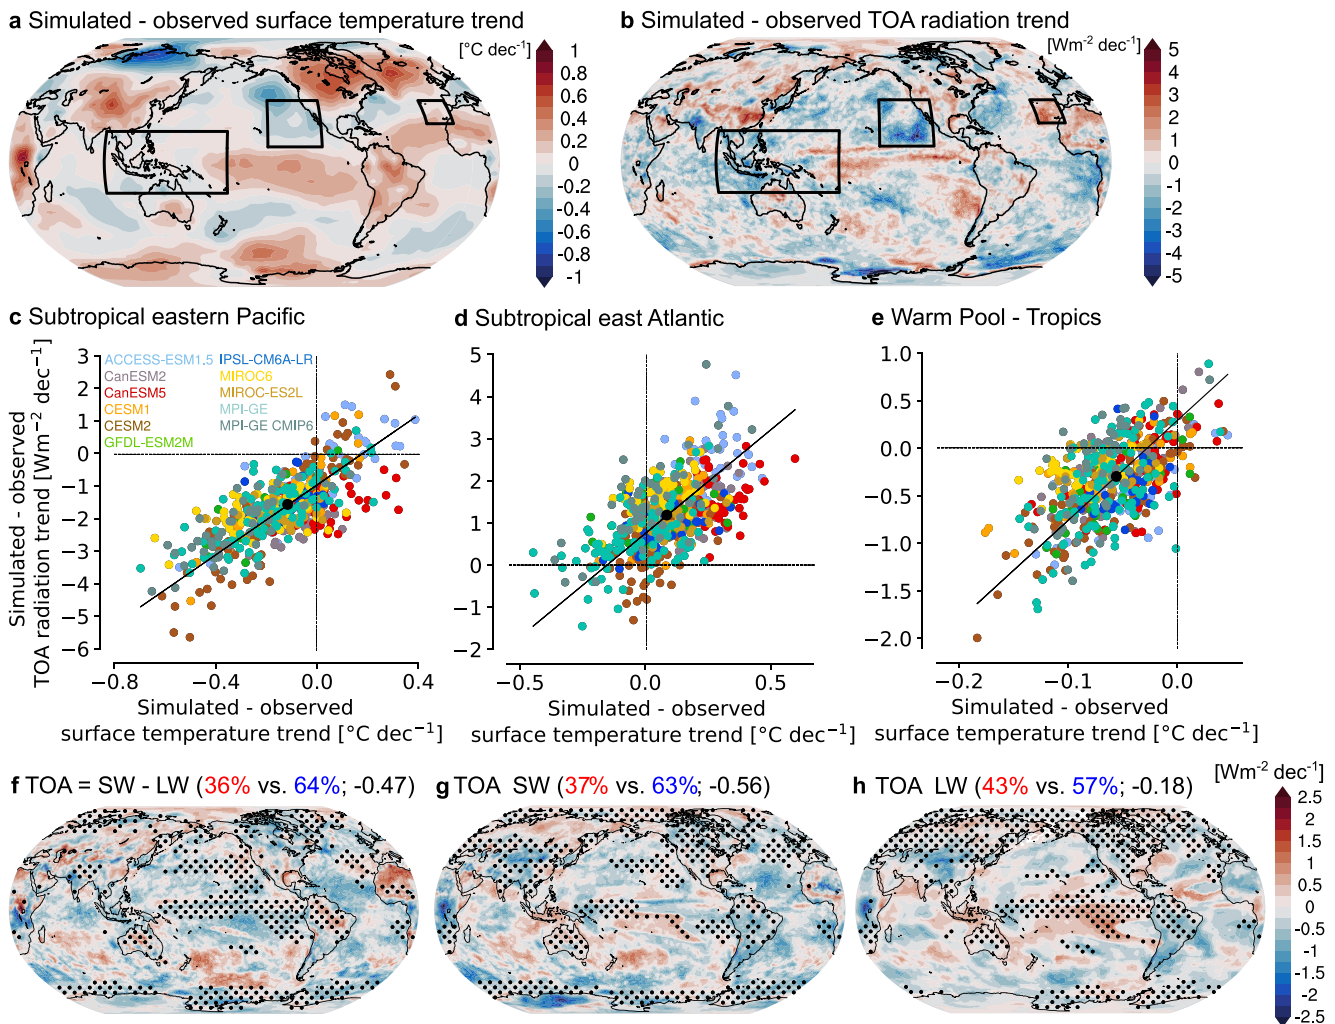 a Simulated - observed surface temperature trend
[°C dec⁻¹]
1
0.8
0.6
0.4
0.2
0
-0.2
-0.4
-0.6
-0.8
-1
b Simulated - observed TOA radiation trend
[Wm⁻² dec⁻¹]
5
4
3
2
1
0
-1
-2
-3
-4
-5
c Subtropical eastern Pacific
Simulated - observed
TOA radiation trend [Wm⁻² dec⁻¹]
3
2
1
0
−1
−2
−3
−4
−5
−6
ACCESS-ESM1.5
CanESM2
CanESM5
CESM1
CESM2
GFDL-ESM2M
IPSL-CM6A-LR
MIROC6
MIROC-ES2L
MPI-GE
MPI-GE CMIP6
−0.8
−0.4
0.0
0.4
Simulated - observed
surface temperature trend [°C dec⁻¹]
d Subtropical east Atlantic
5
4
3
2
1
0
−1
−2
−0.5
0.0
0.5
Simulated - observed
surface temperature trend [°C dec⁻¹]
e Warm Pool - Tropics
1.0
0.5
0.0
−0.5
−1.0
−1.5
−2.0
−0.2
−0.1
0.0
Simulated - observed
surface temperature trend [°C dec⁻¹]
f TOA = SW - LW (36% vs. 64%; -0.47)
g TOA SW (37% vs. 63%; -0.56)
h TOA LW (43% vs. 57%; -0.18)
[Wm⁻² dec⁻¹]
2.5
2
1.5
1
0.5
0
-0.5
-1
-1.5
-2
-2.5